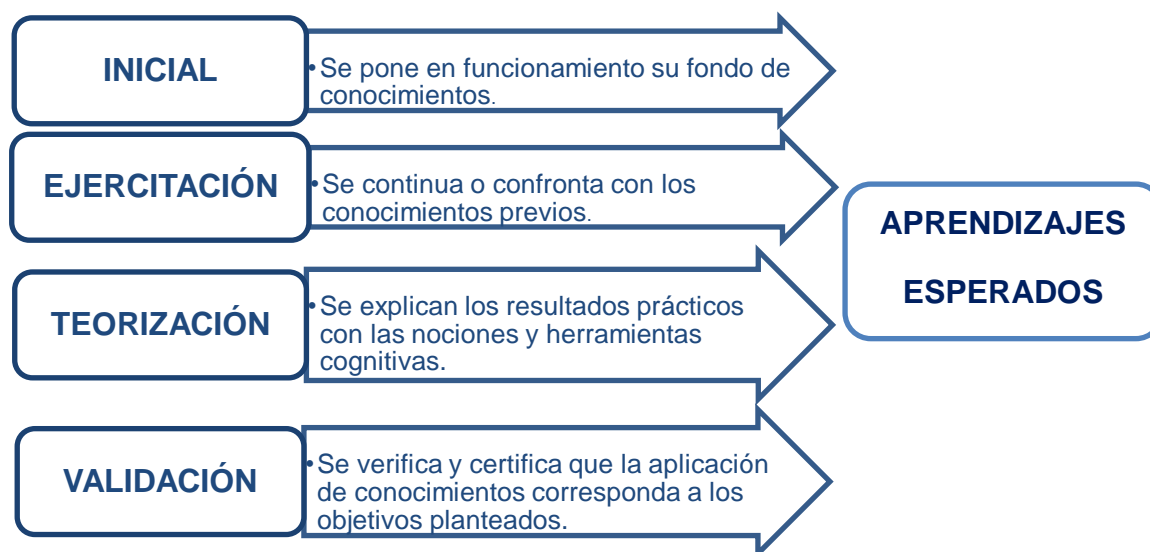 INICIAL
•Se pone en funcionamiento su fondo de
conocimientos.
EJERCITACIÓN
•Se continua o confronta con los
conocimientos previos.
TEORIZACIÓN
•Se explican los resultados prácticos
con las nociones y herramientas
cognitivas.
VALIDACIÓN
•Se verifica y certifica que la aplicación
de conocimientos corresponda a los
objetivos planteados.
APRENDIZAJES
ESPERADOS